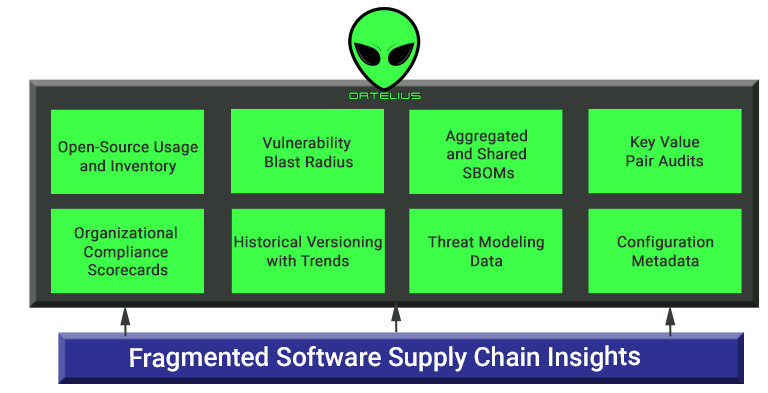 ORTELIUS
Open-Source Usage
and Inventory
Vulnerability
Blast Radius
Aggregated
and Shared
SBOMs
Key Value
Pair Audits
Organizational
Compliance
Scorecards
Historical Versioning
with Trends
Threat Modeling
Data
Configuration
Metadata
Fragmented Software Supply Chain Insights